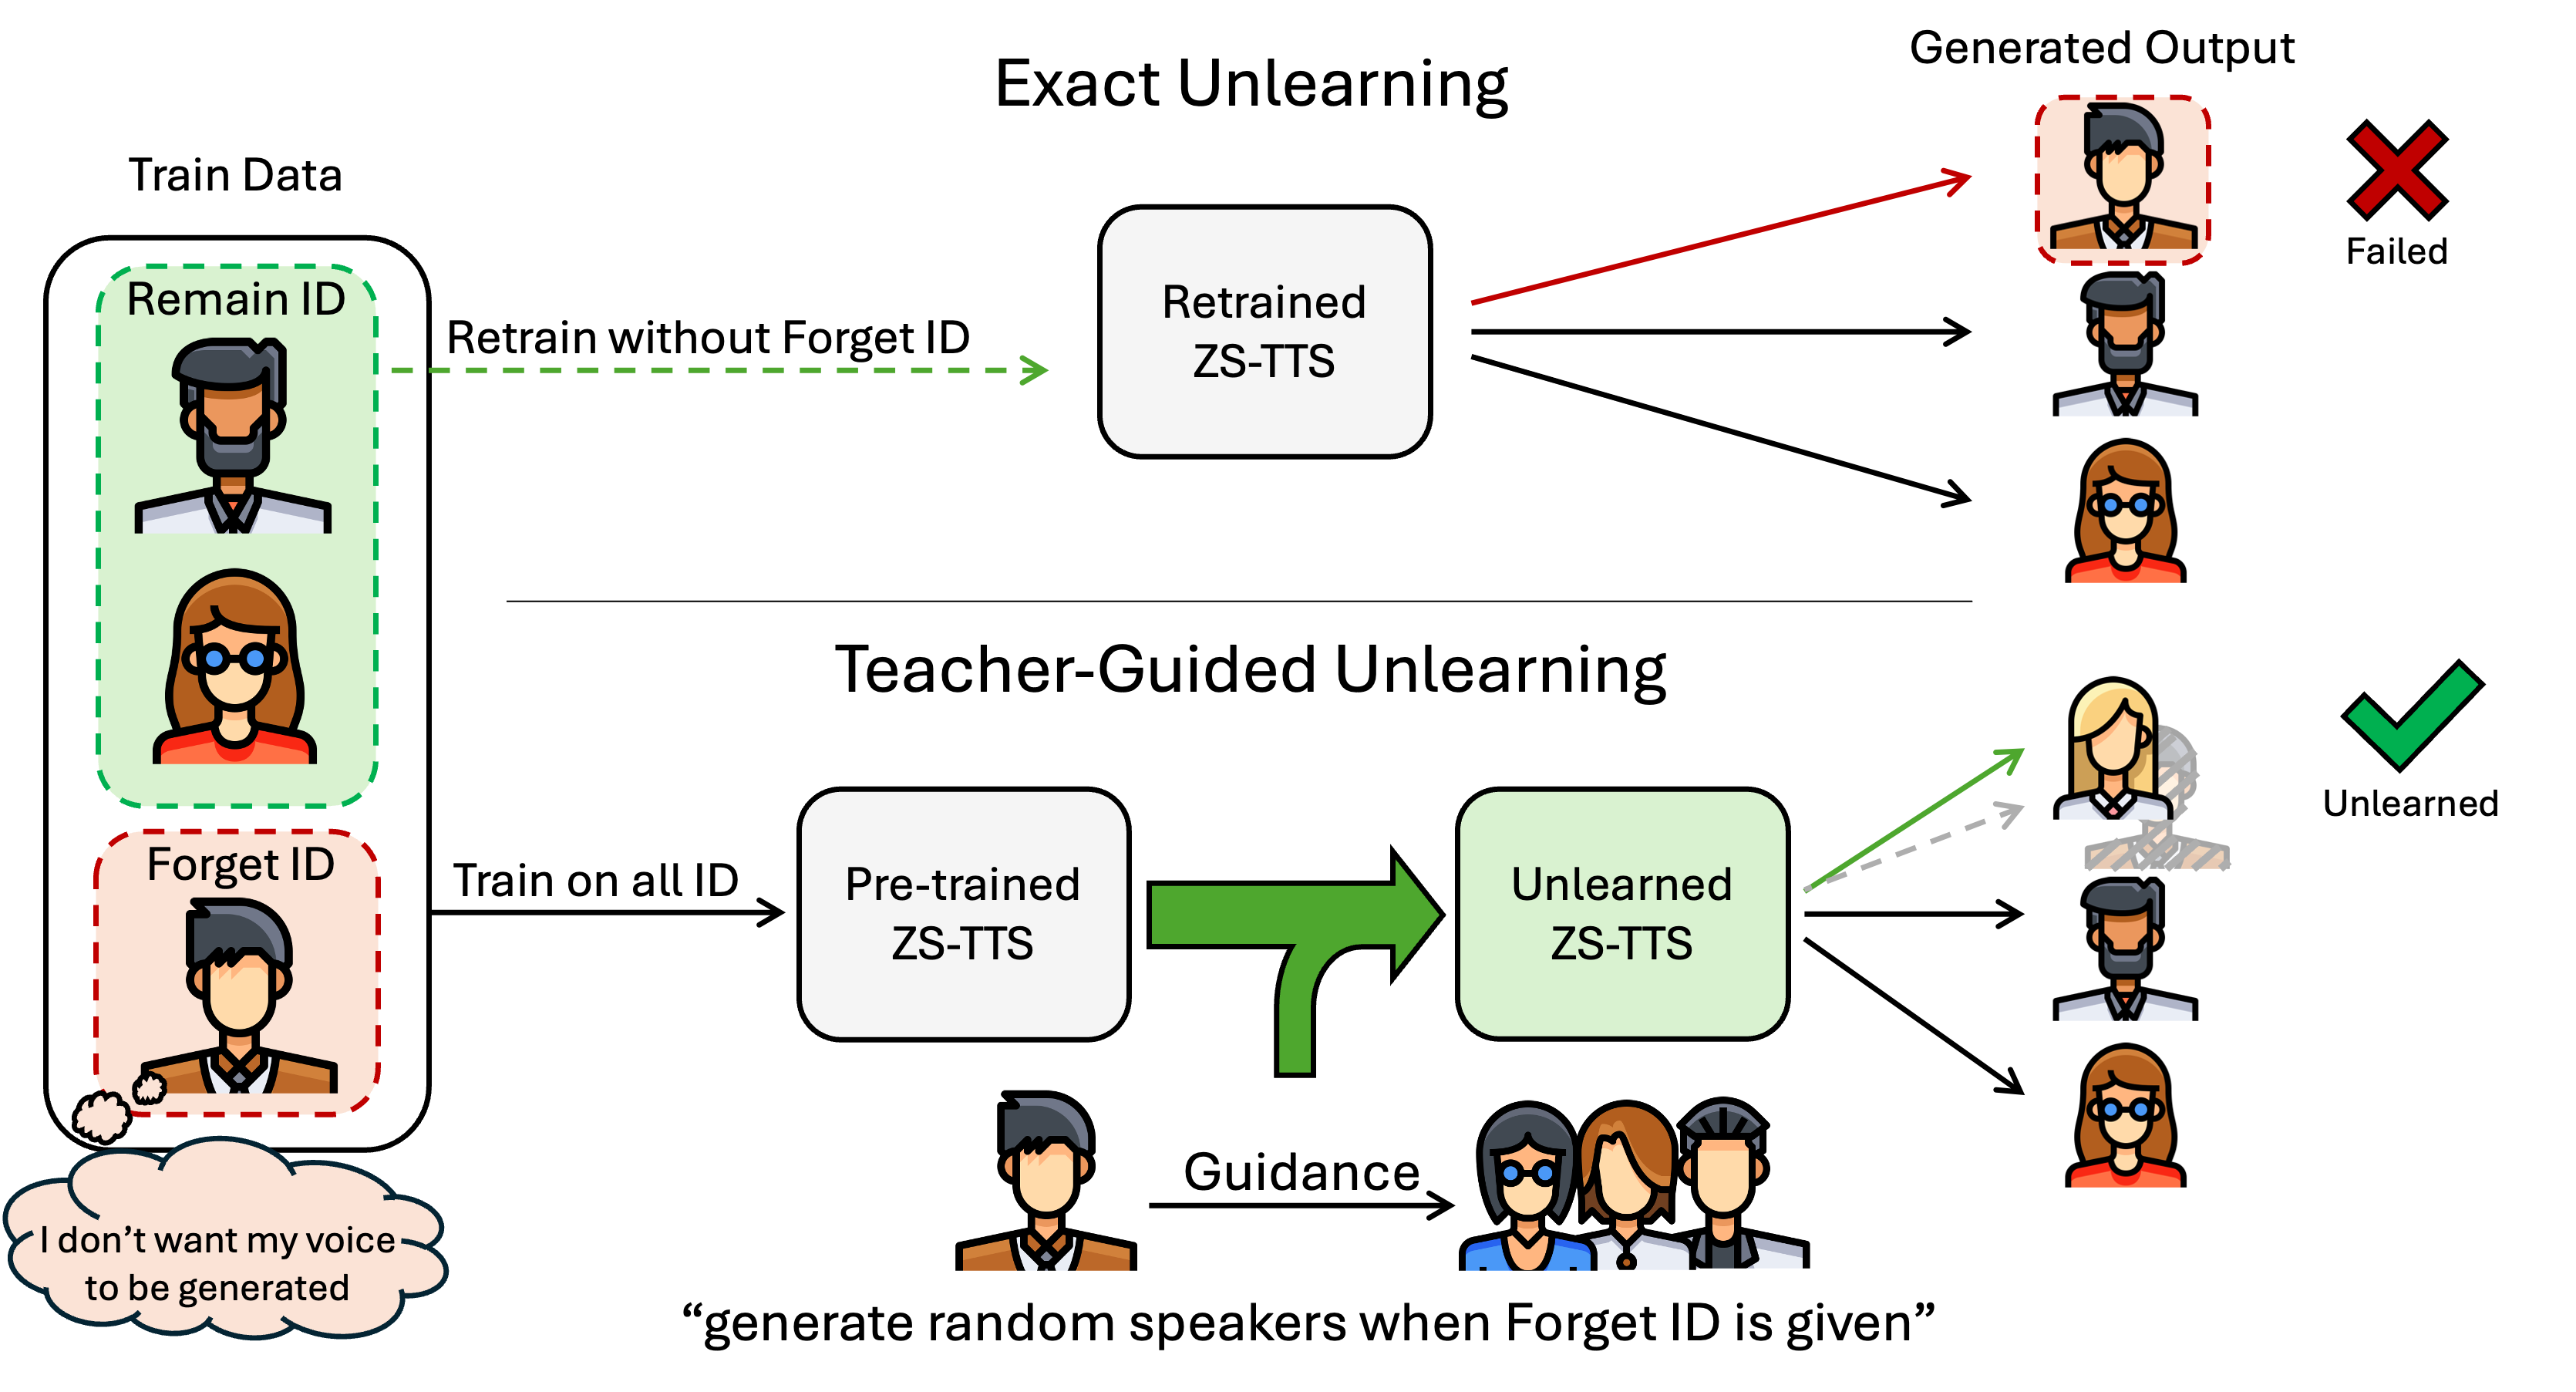 Exact Unlearning
Generated Output
Train Data
Remain ID
Retrain without Forget ID
Retrained
ZS-TTS
Failed
Teacher-Guided Unlearning
Forget ID
Train on all ID
Pre-trained
ZS-TTS
Unlearned
ZS-TTS
Unlearned
Guidance
I don’t want my voice
to be generated
“generate random speakers when Forget ID is given”